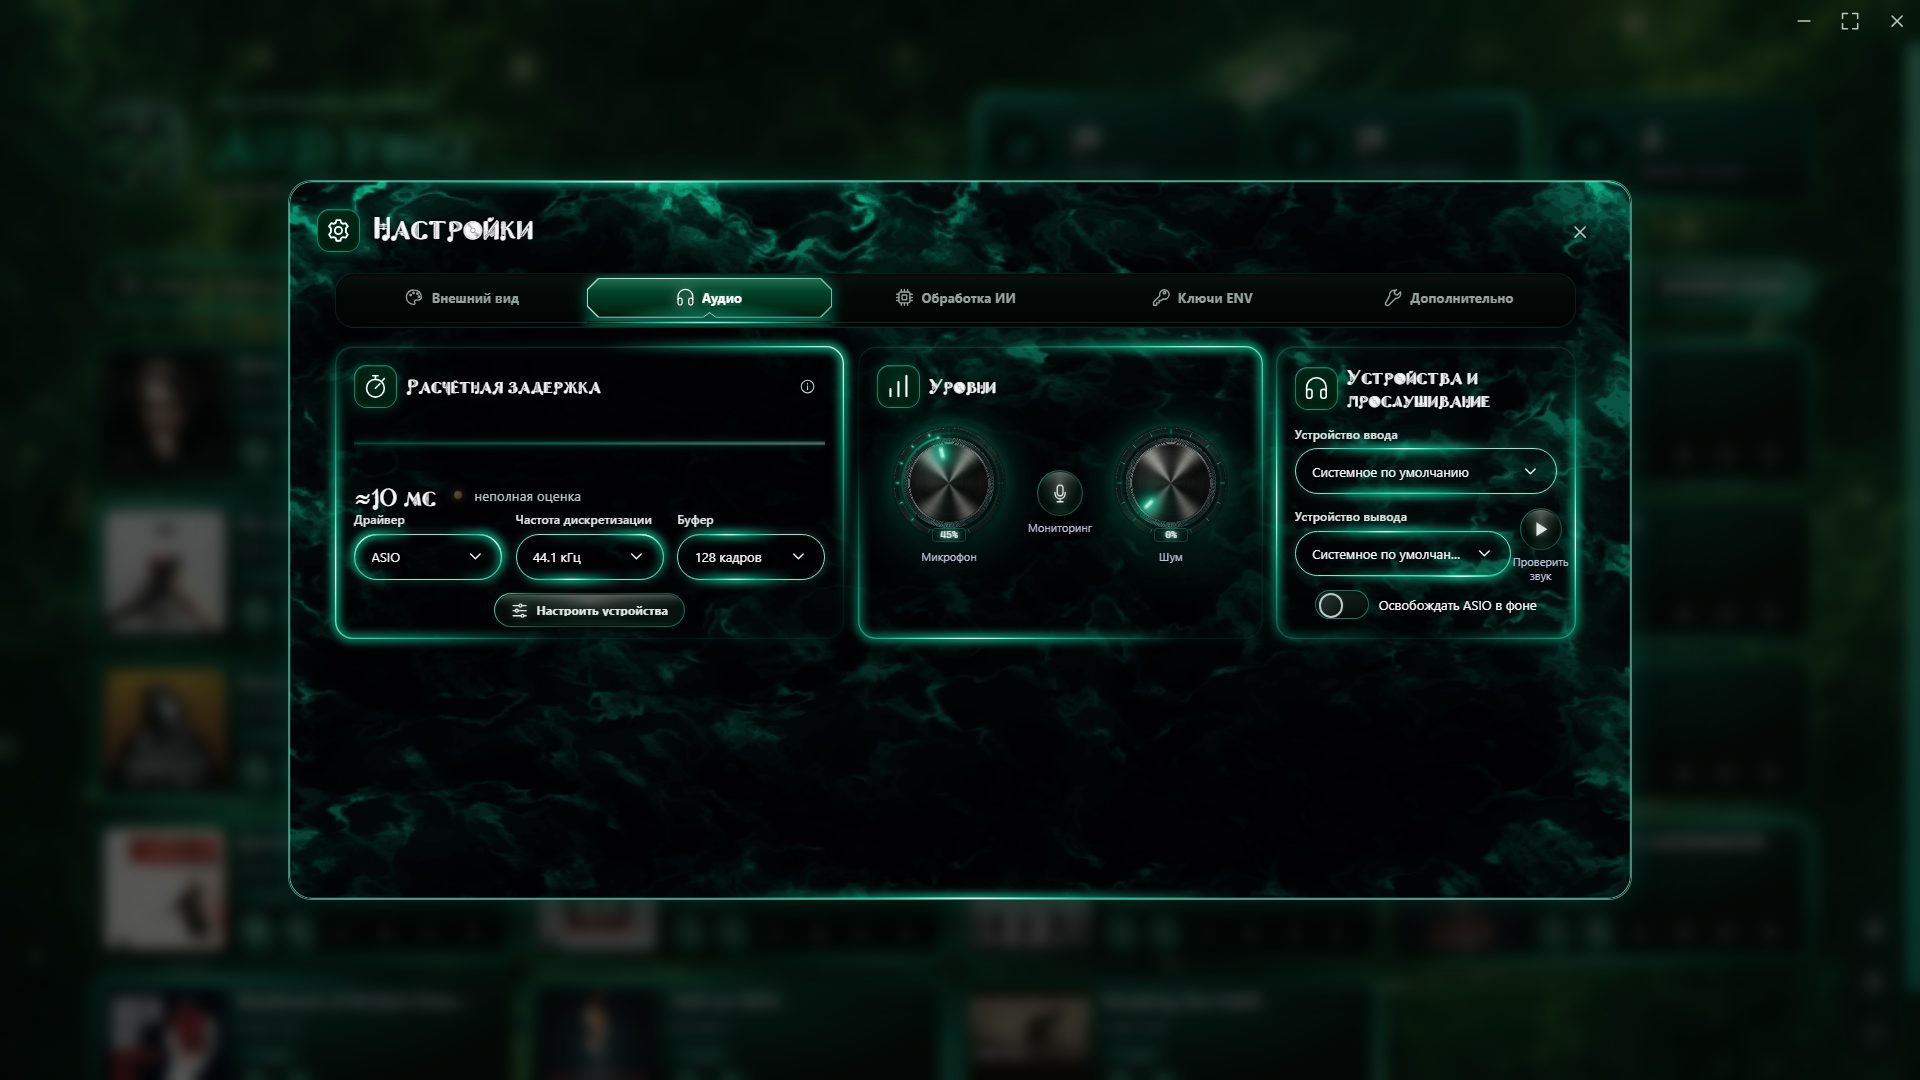 Настройки
Внешний вид
Аудио
Обработка ИИ
Ключи ENV
Дополнительно
Расчётная задержка
≈10 мс
неполная оценка
Драйвер
Частота дискретизации
Буфер
ASIO
44.1 кГц
128 кадров
Настроить устройства
Уровни
45%
Микрофон
Мониторинг
0%
Шум
Устройства и
прослушивание
Устройство ввода
Системное по умолчанию
Устройство вывода
Системное по умолчан...
Проверить
звук
Освобождать ASIO в фоне